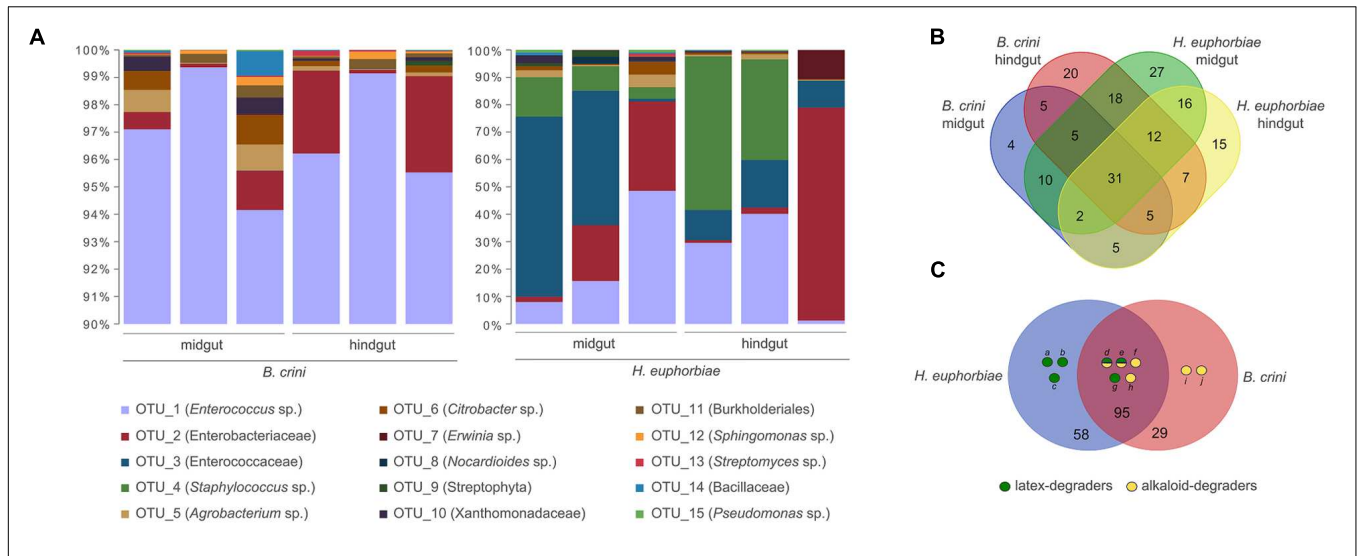 A
100%
99%
98%
97%
96%
95%
94%
93%
92%
91%
90%
midgut
hindgut
B. crini
100%
90%
80%
70%
60%
50%
40%
30%
20%
10%
0%
midgut
hindgut
H. euphorbiae
OTU_1 (Enterococcus sp.)
OTU_2 (Enterobacteriaceae)
OTU_3 (Enterococcaceae)
OTU_4 (Staphylococcus sp.)
OTU_5 (Agrobacterium sp.)
OTU_6 (Citrobacter sp.)
OTU_7 (Erwinia sp.)
OTU_8 (Nocardioides sp.)
OTU_9 (Streptophyta)
OTU_10 (Xanthomonadaceae)
OTU_11 (Burkholderiales)
OTU_12 (Sphingomonas sp.)
OTU_13 (Streptomyces sp.)
OTU_14 (Bacillaceae)
OTU_15 (Pseudomonas sp.)
B
B. crini
hindgut
H. euphorbiae
midgut
B. crini
midgut
H. euphorbiae
hindgut
20
27
5
18
16
4
5
12
15
10
31
7
2
5
5
C
H. euphorbiae
B. crini
a b
c
d e f
g h
i j
95
58
29
latex-degraders
alkaloid-degraders